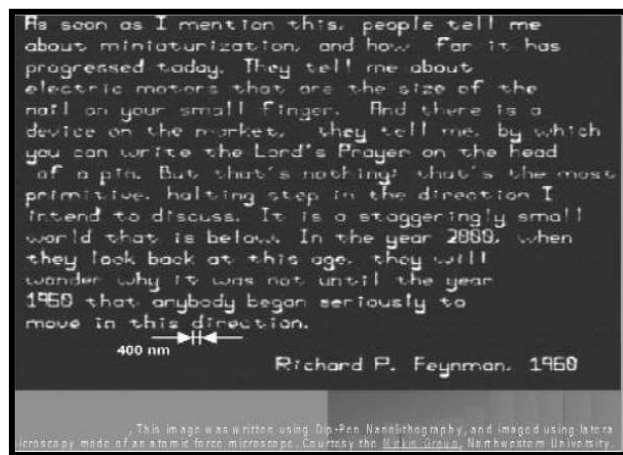 As soon as I mention this, people tell me
about miniaturization, and how far it has
progressed today. They tell me about
electric motors that are the size of the
nail on your small finger. And there is a
device on the market, they tell me, by which
you can write the Lord's Prayer on the head
of a pin. But that's nothing; that's the most
primitive, halting step in the direction I
intend to discuss. It is a staggeringly small
world that is below. In the year 2000, when
they look back at this age, they will
wonder why it was not until the year
1960 that anybody began seriously to
move in this direction.
400 nm
Richard P. Feynman, 1960
, This image was written using Dip-Pen Nanolithography, and imaged using latera
icroscopy mode of an atomic force microscope. Courtesy the Mirkin Group, Northwestern University.